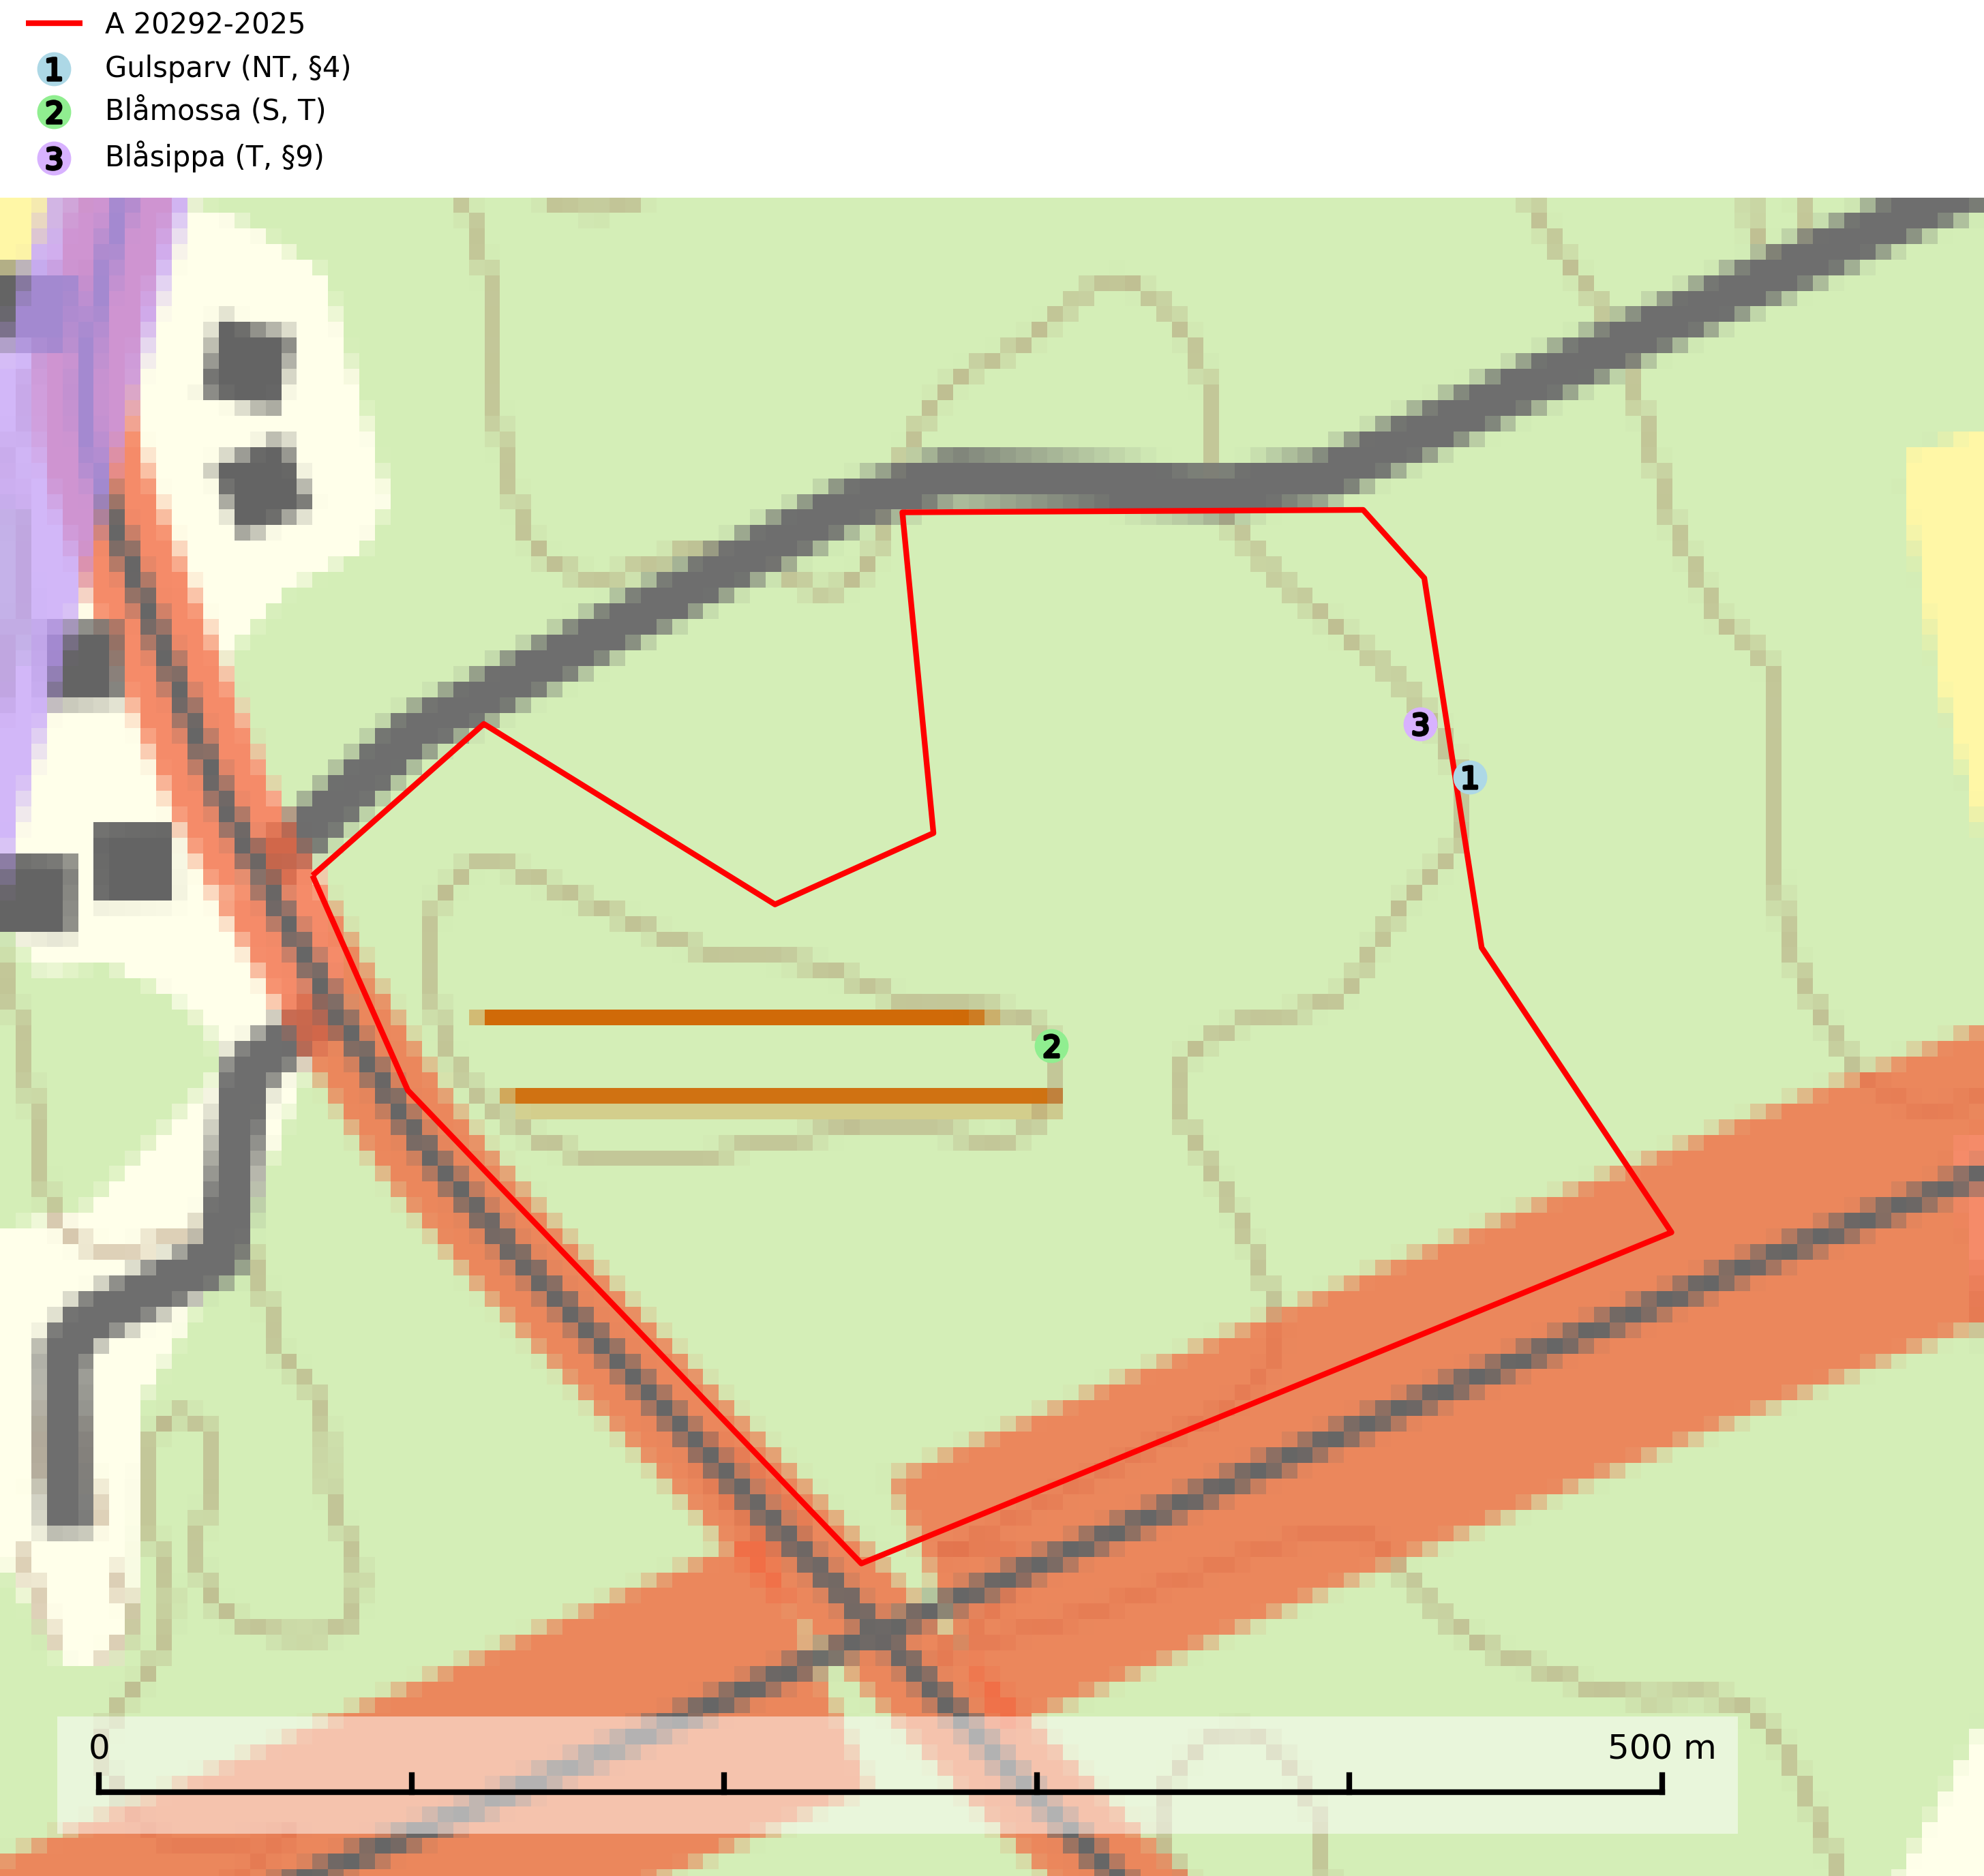 A 20292-2025
1 Gulsparv (NT, §4)
2 Blåmossa (S, T)
3 Blåsippa (T, §9)
3
1
2
0 500 m